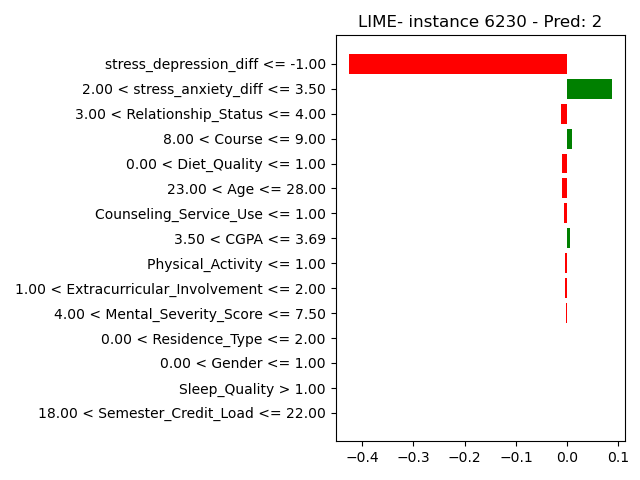 LIME- instance 6230 - Pred: 2
stress_depression_diff <= -1.00
2.00 < stress_anxiety_diff <= 3.50
3.00 < Relationship_Status <= 4.00
8.00 < Course <= 9.00
0.00 < Diet_Quality <= 1.00
23.00 < Age <= 28.00
Counseling_Service_Use <= 1.00
3.50 < CGPA <= 3.69
Physical_Activity <= 1.00
1.00 < Extracurricular_Involvement <= 2.00
4.00 < Mental_Severity_Score <= 7.50
0.00 < Residence_Type <= 2.00
0.00 < Gender <= 1.00
Sleep_Quality > 1.00
18.00 < Semester_Credit_Load <= 22.00
−0.4 −0.3 −0.2 −0.1 0.0 0.1